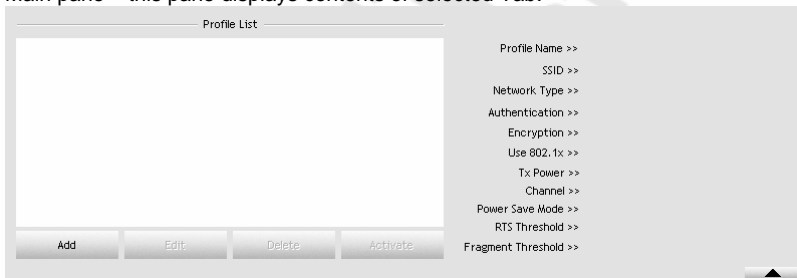 Main pane – this pane displays contents of selected Tab.
Profile List
Profile Name >>
SSID >>
Network Type >>
Authentication >>
Encryption >>
Use 802.1x >>
Tx Power >>
Channel >>
Power Save Mode >>
RTS Threshold >>
Fragment Threshold >>
Add Edit Delete Activate